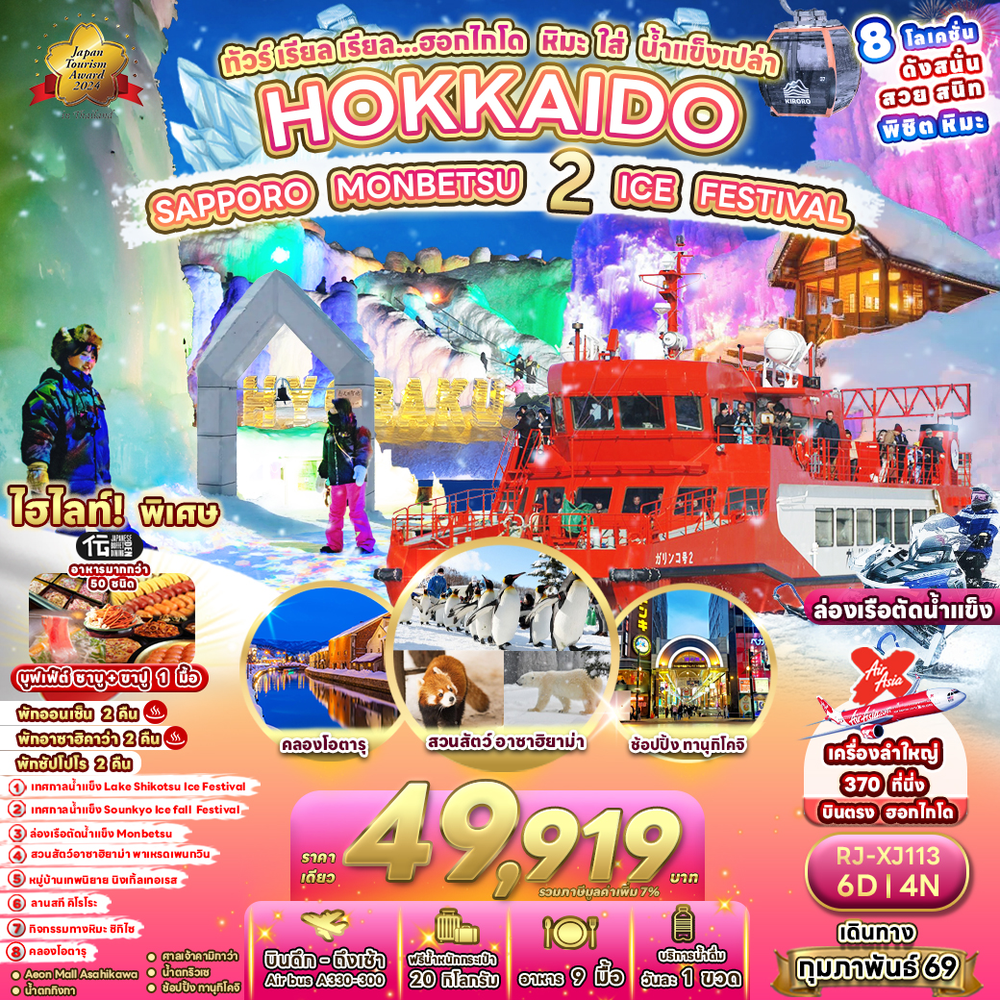 Japan
Tourism
Award
2024
in Thailand
ทัวร์ เรียล เรียล...ฮอกไกโด หิมะ ใส่ น้ำแข็งเปล่า
HOKKAIDO
SAPPORO MONBETSU 2 ICE FESTIVAL
KIRORO
8 โลเคชั่น
ดังสนั่น
สวย สนิท
พิชิต หิมะ
ガリンコ号2
ไฮไลท์! พิเศษ
伝 JAPANESE BUFFET DINING DEN
อาหารมากกว่า
50 ชนิด
บุฟเฟ่ต์ ชาบู + ขาปู 1 มื้อ
พักออนเซ็น 2 คืน
พักอาซาฮิคาว่า 2 คืน
พักซัปโปโร 2 คืน
1 เทศกาลน้ำแข็ง Lake Shikotsu Ice Festival
2 เทศกาลน้ำแข็ง Sounkyo Ice fall Festival
3 ล่องเรือตัดน้ำแข็ง Monbetsu
4 สวนสัตว์อาซาฮิยาม่า พาเหรดเพนกวิน
5 หมู่บ้านเทพนิยาย นิงเกิ้ลเทอเรส
6 ลานสกี คิโรโระ
7 กิจกรรมทางหิมะ ชิกิไซ
8 คลองโอตารุ
Aeon Mall Asahikawa
น้ำตกกิงกา
ศาลเจ้าคามิกาว่า
น้ำตกริวเซ
ช้อปปิ้ง ทานุกิโคจิ
คลองโอตารุ
สวนสัตว์ อาซาฮิยาม่า
ช้อปปิ้ง ทานุกิโคจิ
ล่องเรือตัดน้ำแข็ง
Air
Asia
เครื่องลำใหญ่
370 ที่นั่ง
บินตรง ฮอกไกโด
RJ-XJ113
6D | 4N
เดินทาง
กุมภาพันธ์ 69
ราคา
เดียว
49,919
บาท
รวมภาษีมูลค่าเพิ่ม 7%
บินดึก - ถึงเช้า
Airbus A330-300
ฟรีน้ำหนักกระเป๋า
20 กิโลกรัม
อาหาร 9 มื้อ
บริการน้ำดื่ม
วันละ 1 ขวด